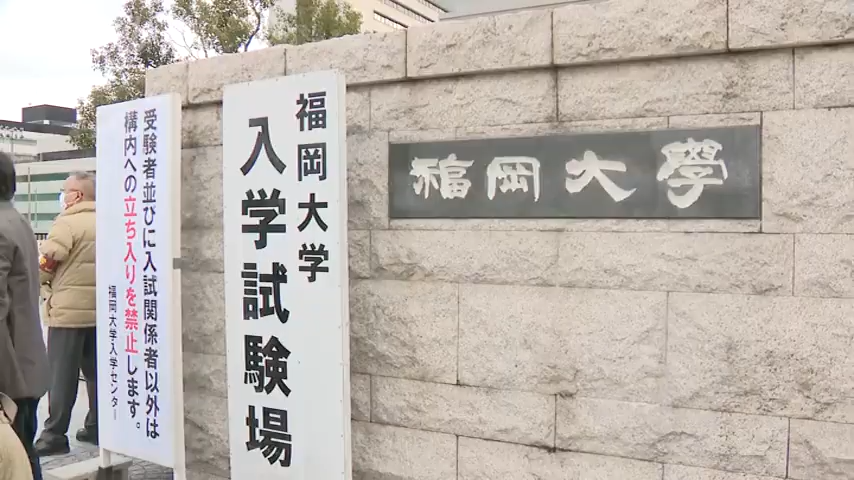 受験者並びに入試関係者以外は
構内への立ち入りを禁止します。
福岡大学入学センター
福岡大学
入学試験場
福岡大學